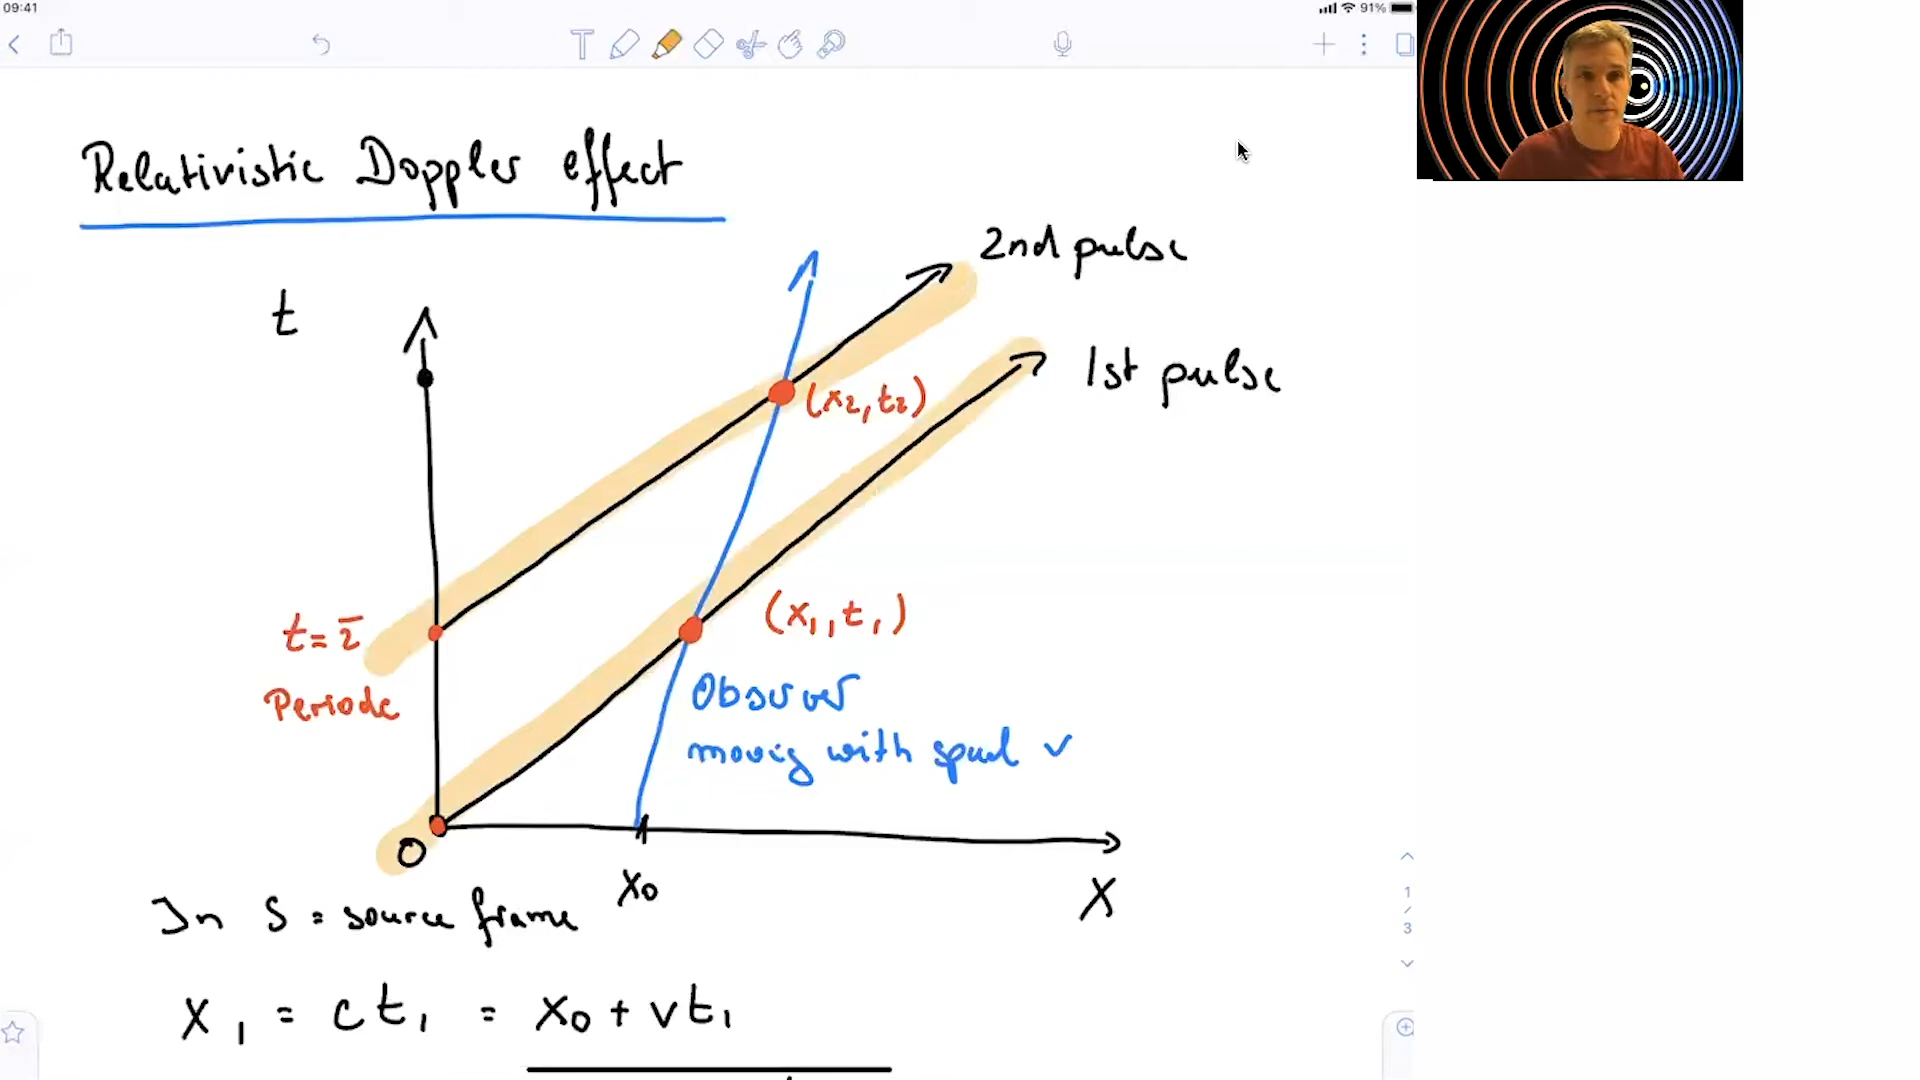 09:41
91%
T
Relativistic Doppler effect
2nd pulse
t
1st pulse
(x2, t2)
(x1, t1)
t = τ
Periode
Observer
moving with speed v
0
x0
X
In S = source frame
1
/
3
x1 = ct1 = x0 + vt1